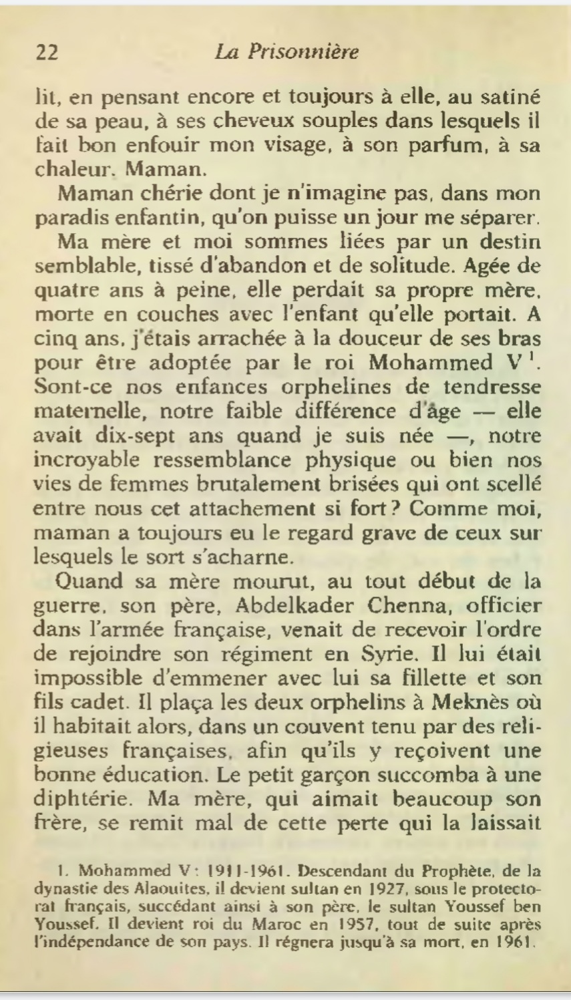 22 La Prisonnière
lit, en pensant encore et toujours à elle, au satiné
de sa peau, à ses cheveux souples dans lesquels il
fait bon enfouir mon visage, à son parfum, à sa
chaleur. Maman.
Maman chérie dont je n'imagine pas, dans mon
paradis enfantin, qu'on puisse un jour me séparer.
Ma mère et moi sommes liées par un destin
semblable, tissé d'abandon et de solitude. Agée de
quatre ans à peine, elle perdait sa propre mère,
morte en couches avec l'enfant qu'elle portait. A
cinq ans, j'étais arrachée à la douceur de ses bras
pour être adoptée par le roi Mohammed V¹.
Sont-ce nos enfances orphelines de tendresse
maternelle, notre faible différence d'âge — elle
avait dix-sept ans quand je suis née —, notre
incroyable ressemblance physique ou bien nos
vies de femmes brutalement brisées qui ont scellé
entre nous cet attachement si fort ? Comme moi,
maman a toujours eu le regard grave de ceux sur
lesquels le sort s'acharne.
Quand sa mère mourut, au tout début de la
guerre, son père, Abdelkader Chenna, officier
dans l'armée française, venait de recevoir l'ordre
de rejoindre son régiment en Syrie. Il lui était
impossible d'emmener avec lui sa fillette et son
fils cadet. Il plaça les deux orphelins à Meknès où
il habitait alors, dans un couvent tenu par des reli-
gieuses françaises, afin qu'ils y reçoivent une
bonne éducation. Le petit garçon succomba à une
diphtérie. Ma mère, qui aimait beaucoup son
frère, se remit mal de cette perte qui la laissait
1. Mohammed V : 1911-1961. Descendant du Prophète, de la
dynastie des Alaouites, il devient sultan en 1927, sous le protecto-
rat français, succédant ainsi à son père, le sultan Youssef ben
Youssef. Il devient roi du Maroc en 1957, tout de suite après
l'indépendance de son pays. Il régnera jusqu'à sa mort, en 1961.